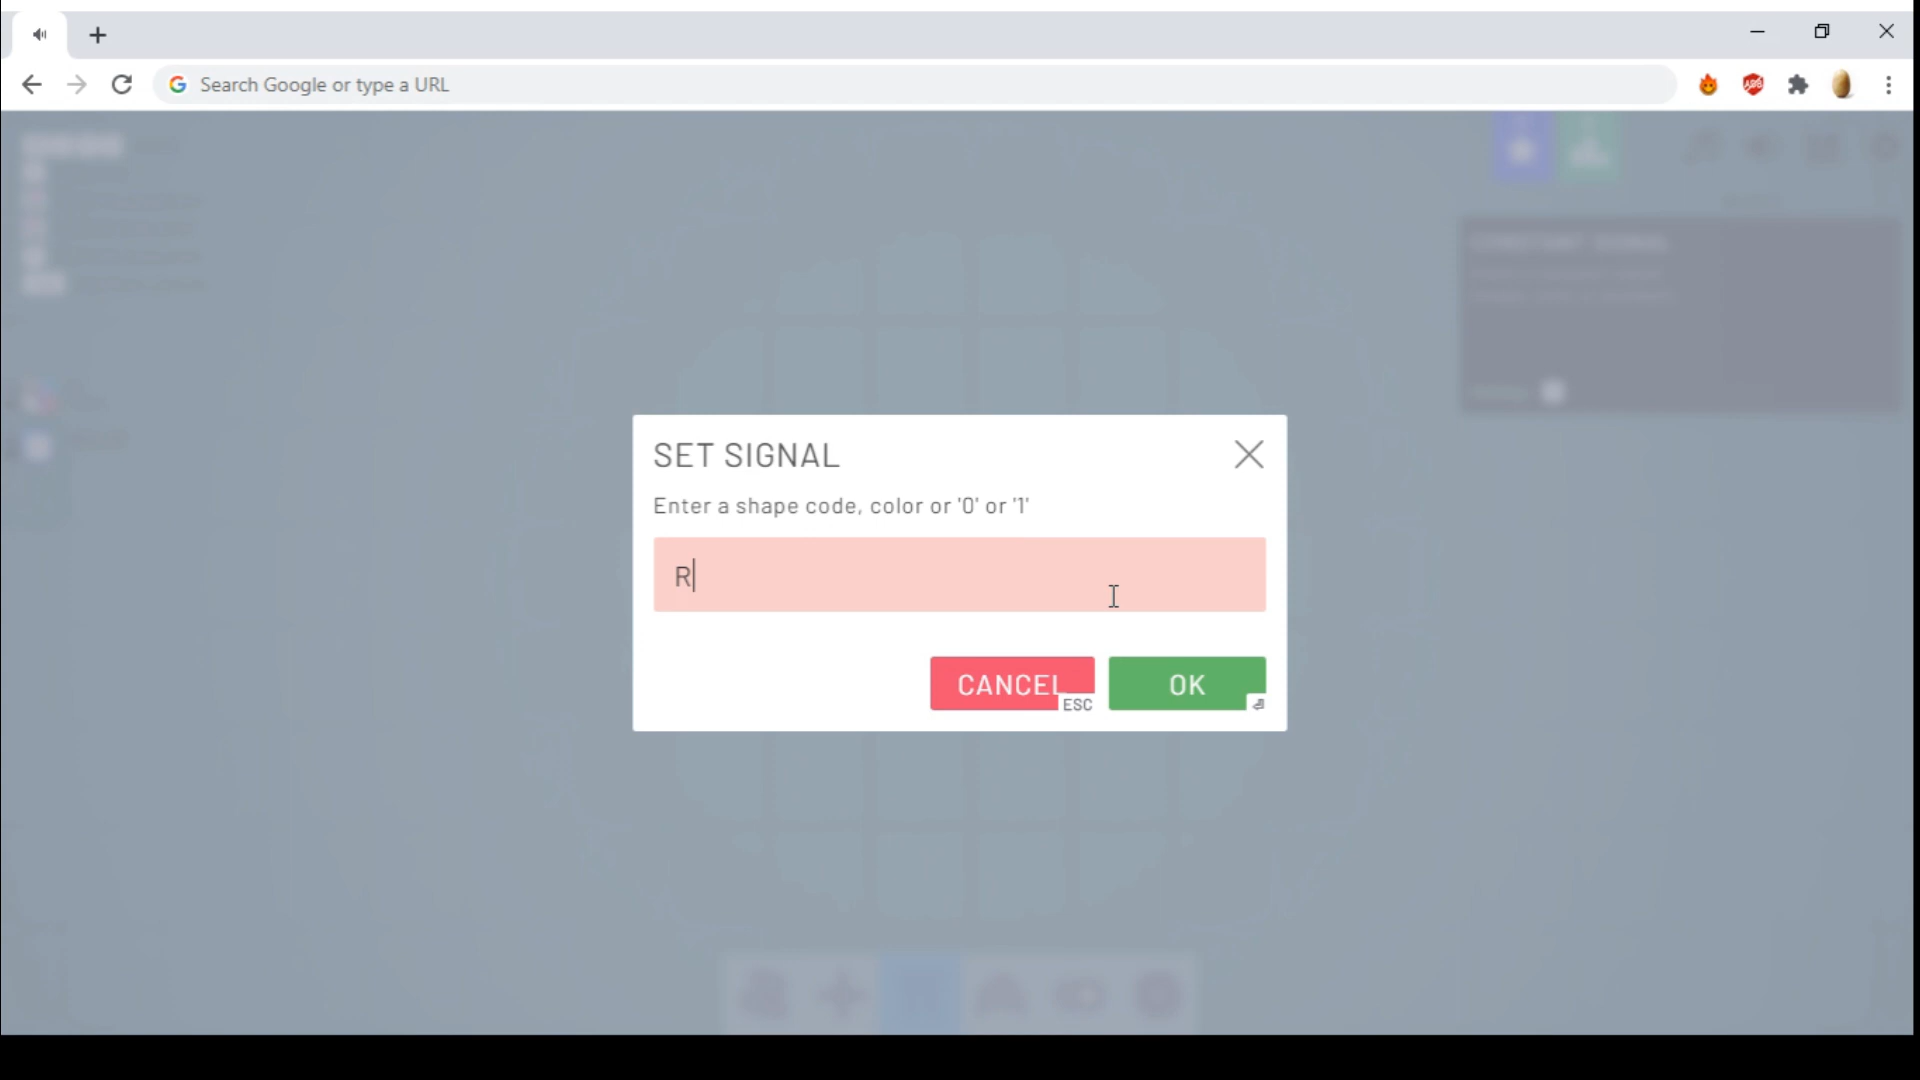 Search Google or type a URL
SET SIGNAL
Enter a shape code, color or '0' or '1'
R
CANCEL
ESC
OK